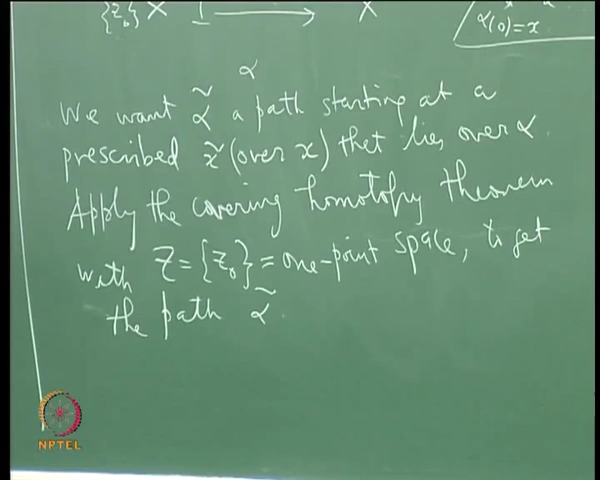 {z₀} × I → X
α(0) = x
α
We want α̃ a path starting at a
prescribed x̃ (over x) that lies over α.
Apply the covering homotopy theorem
with Z = {z₀} = one-point space, to get
the path α̃.
NPTEL